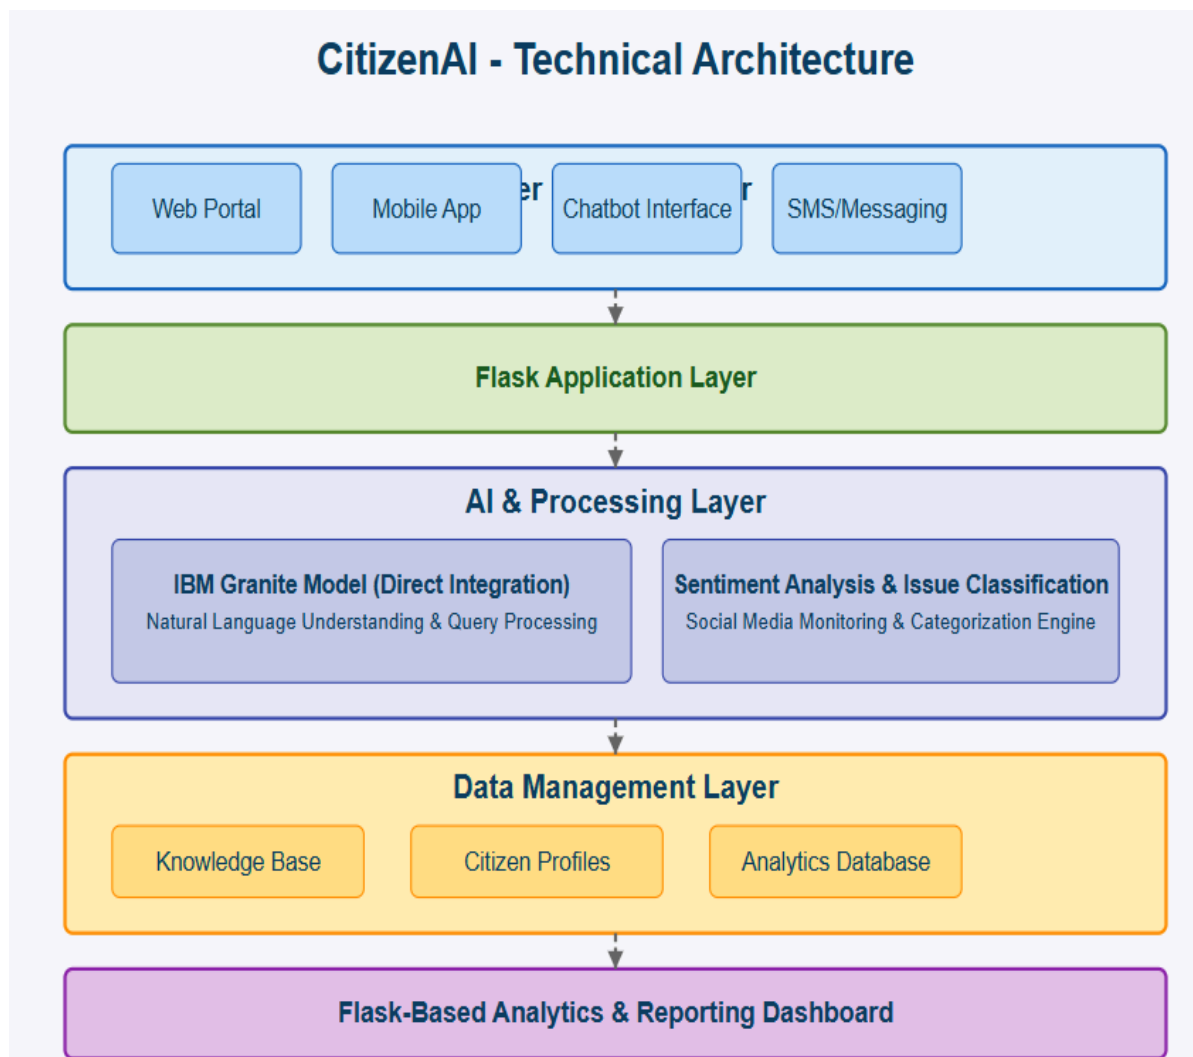 CitizenAI - Technical Architecture
Web Portal
Mobile App
Chatbot Interface
SMS/Messaging
Flask Application Layer
AI & Processing Layer
IBM Granite Model (Direct Integration)
Natural Language Understanding & Query Processing
Sentiment Analysis & Issue Classification
Social Media Monitoring & Categorization Engine
Data Management Layer
Knowledge Base
Citizen Profiles
Analytics Database
Flask-Based Analytics & Reporting Dashboard